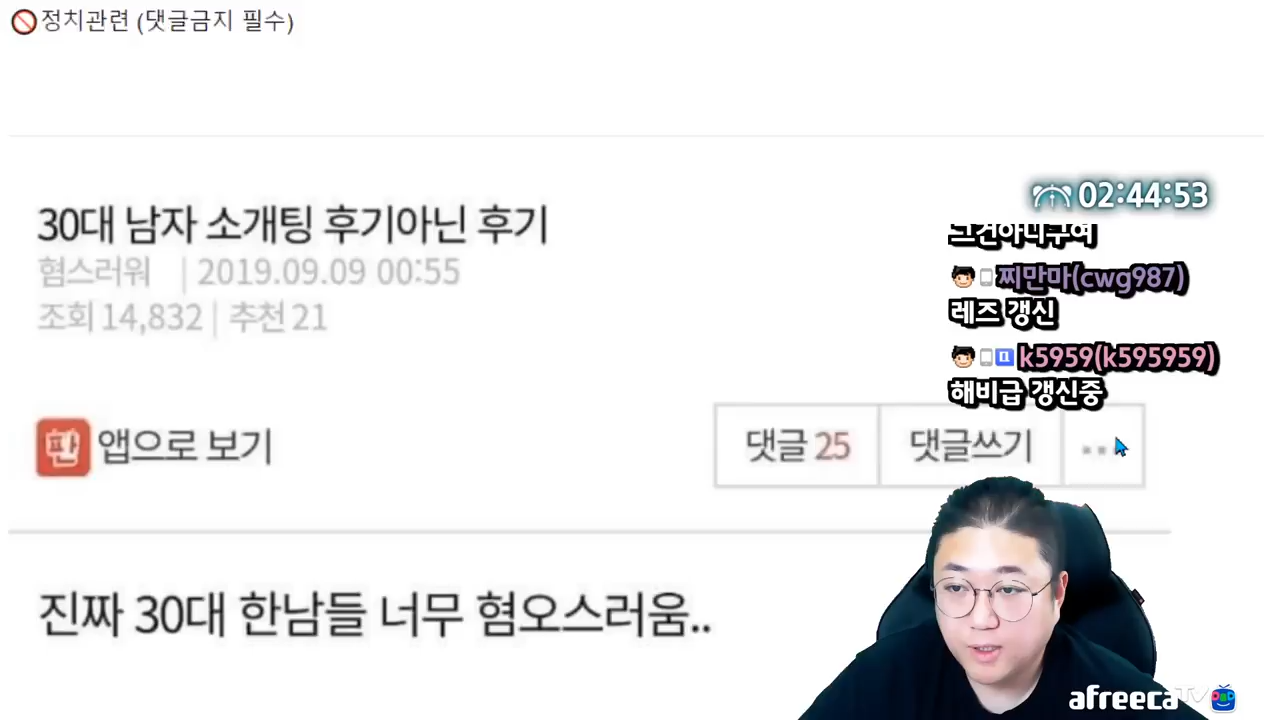 정치관련 (댓글금지 필수)
30대 남자 소개팅 후기아닌 후기
혐스러워 | 2019.09.09 00:55
조회 14,832 | 추천 21
판 앱으로 보기
댓글 25
댓글쓰기
진짜 30대 한남들 너무 혐오스러움..
02:44:53
찌만마(cwg987)
레즈 갱신
k5959(k595959)
해비급 갱신중
afreecaTV